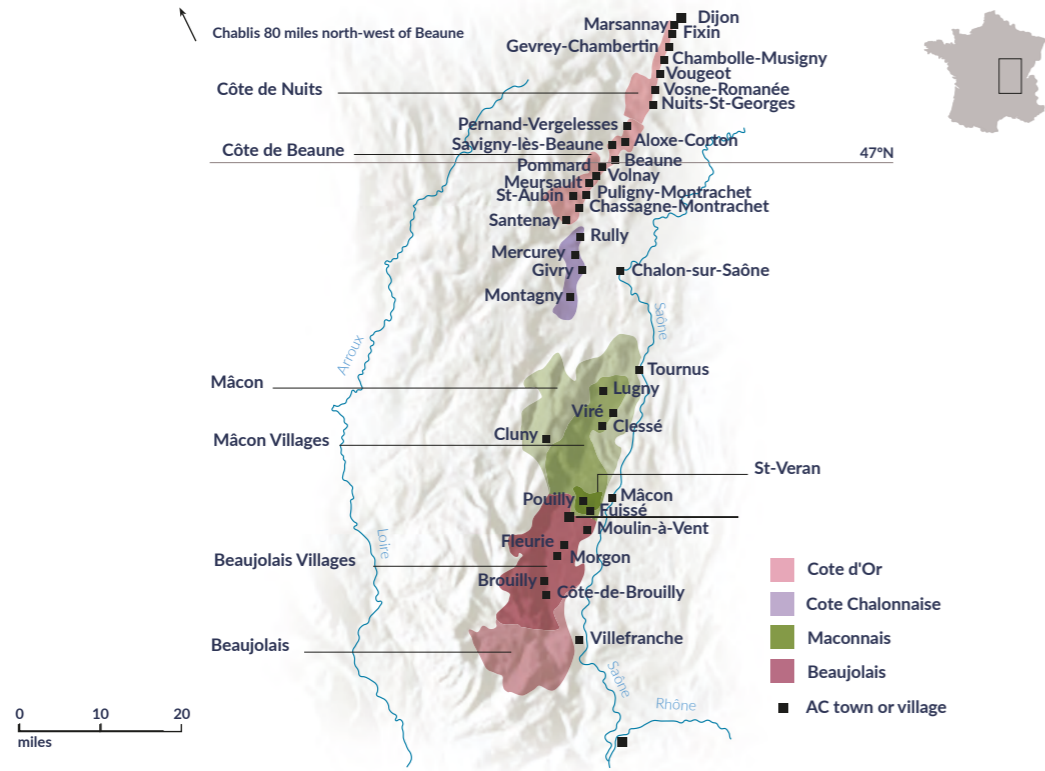 Dijon
Marsannay
Fixin
Chablis 80 miles north-west of Beaune
Gevrey-Chambertin
Chambolle-Musigny
Vougeot
Côte de Nuits
Vosne-Romanée
Nuits-St-Georges
Pernand-Vergelesses
Aloxe-Corton
Savigny-lès-Beaune
Côte de Beaune
47°N
Beaune
Pommard
Volnay
Meursault
Puligny-Montrachet
St-Aubin
Chassagne-Montrachet
Santenay
Rully
Mercurey
Givry
Chalon-sur-Saône
Montagny
Saône
Arroux
Tournus
Mâcon
Lugny
Viré
Clessé
Cluny
Mâcon Villages
St-Veran
Pouilly
Mâcon
Fuissé
Moulin-à-Vent
Fleurie
Loire
Morgon
Beaujolais Villages
Brouilly
Côte-de-Brouilly
Villefranche
Beaujolais
Saône
Rhône
Cote d'Or
Cote Chalonnaise
Maconnais
Beaujolais
AC town or village
0 10 20
miles